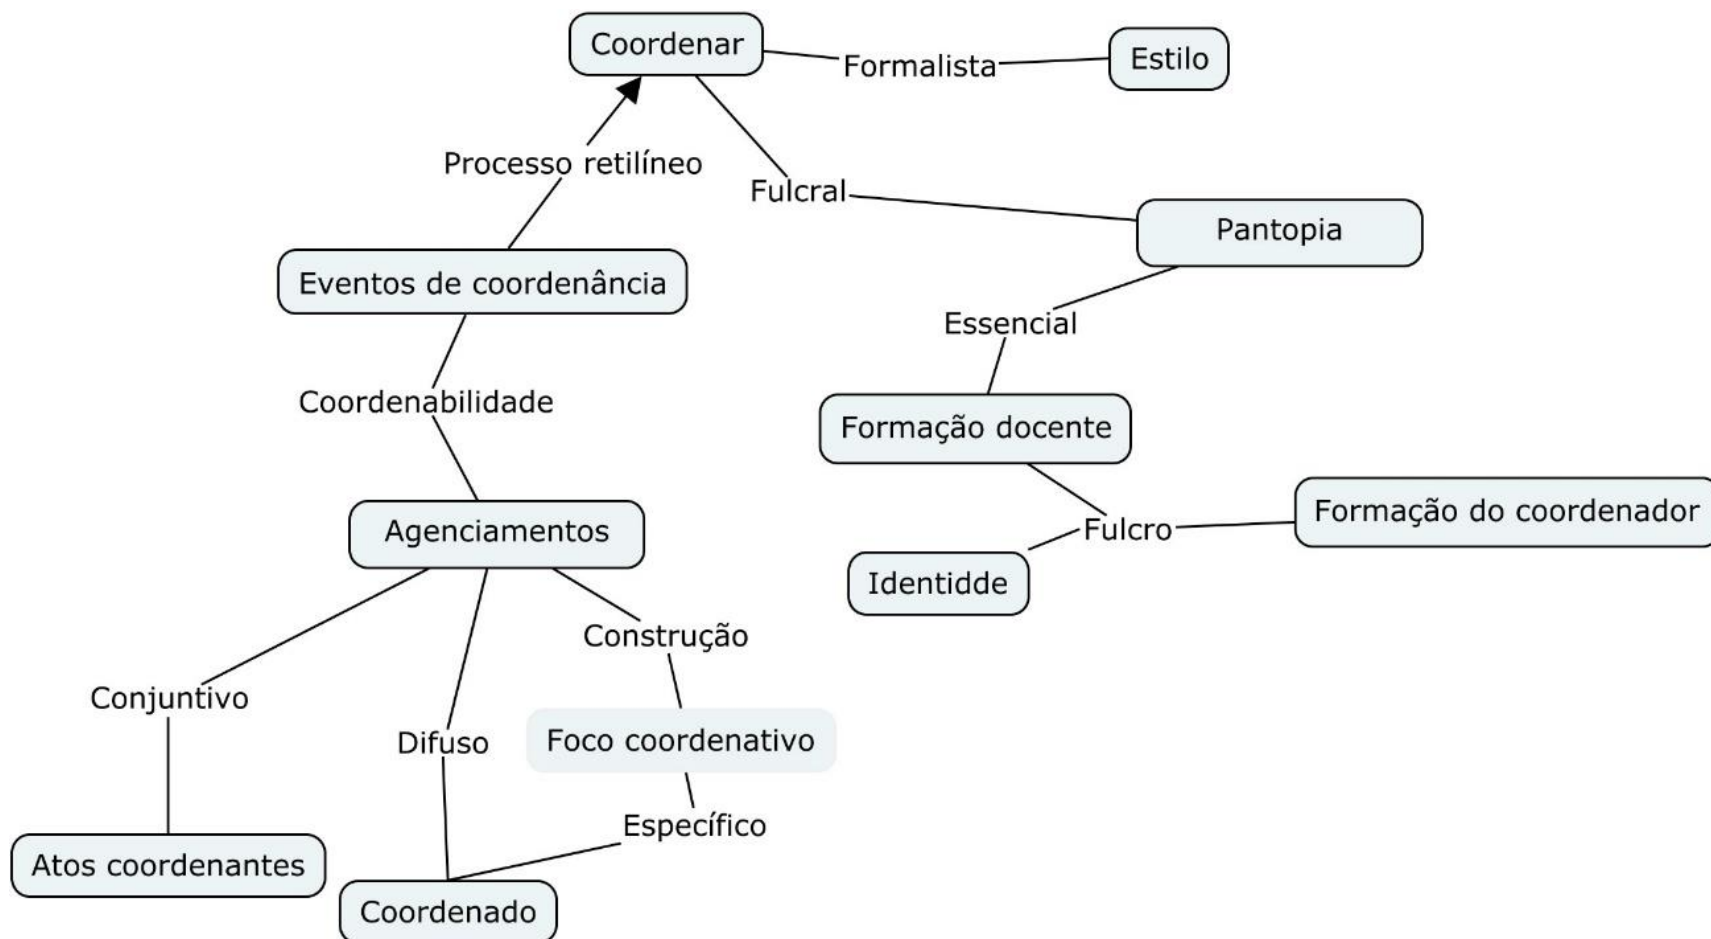 Coordenar
Formalista
Estilo
Processo retilíneo
Fulcral
Pantopia
Eventos de coordenância
Essencial
Coordenabilidade
Formação docente
Formação do coordenador
Agenciamentos
Fulcro
Identidde
Construção
Conjuntivo
Difuso
Foco coordenativo
Específico
Atos coordenantes
Coordenado